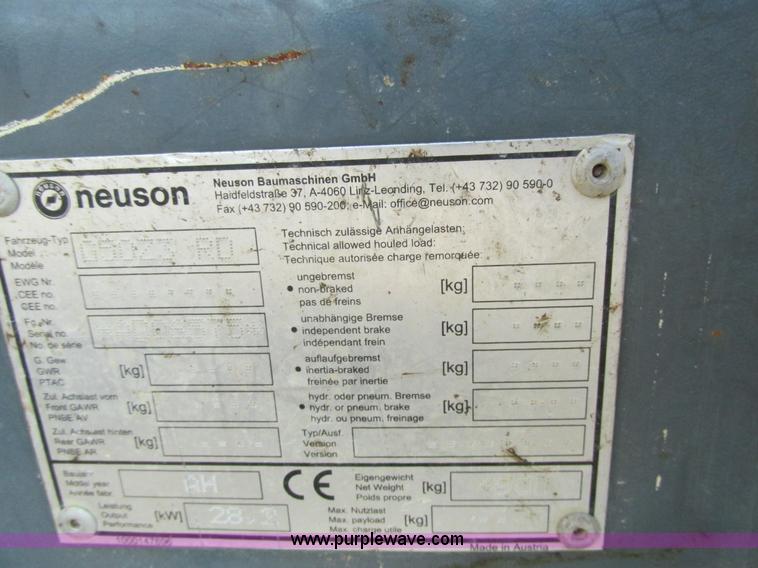 neuson
Neuson Baumaschinen GmbH
Haidfeldstraße 37, A-4060 Linz-Leonding, Tel. (+43 732) 90 590-0
Fax (+43 732) 90 590-200; e-Mail: office@neuson.com
Fahrzeug-Typ
Model
Modèle
RD
EWG Nr.
CEE no.
CEE no.
Fg. Nr.
Serial no.
No. de série
G. Gew.
GWR [kg]
PTAC
Zul. Achslast vorn
Front GAWR [kg]
PNBE AV
Zul. Achslast hinten
Rear GAWR [kg]
PNBE AR
Technisch zulässige Anhängelasten:
Technical allowed houled load:
Technique autorisée charge remorquée:
ungebremst
• non-braked [kg]
pas de freins
unabhängige Bremse
• independent brake [kg]
indépendant frein
auflaufgebremst
• inertia-braked [kg]
freinée par inertie
hydr. oder pneum. Bremse
• hydr. or pneum. brake [kg]
hydr. ou pneum. freinage
Typ/Ausf.
Version
Version
Baujahr
Model year AH
Année fabr.
Leistung
Output [kW] 28.2
Performance
CE
Eigengewicht
Net Weight [kg]
Poids propre
Max. Nutzlast
Max. payload [kg]
Max. charge utile
Made in Austria
www.purplewave.com